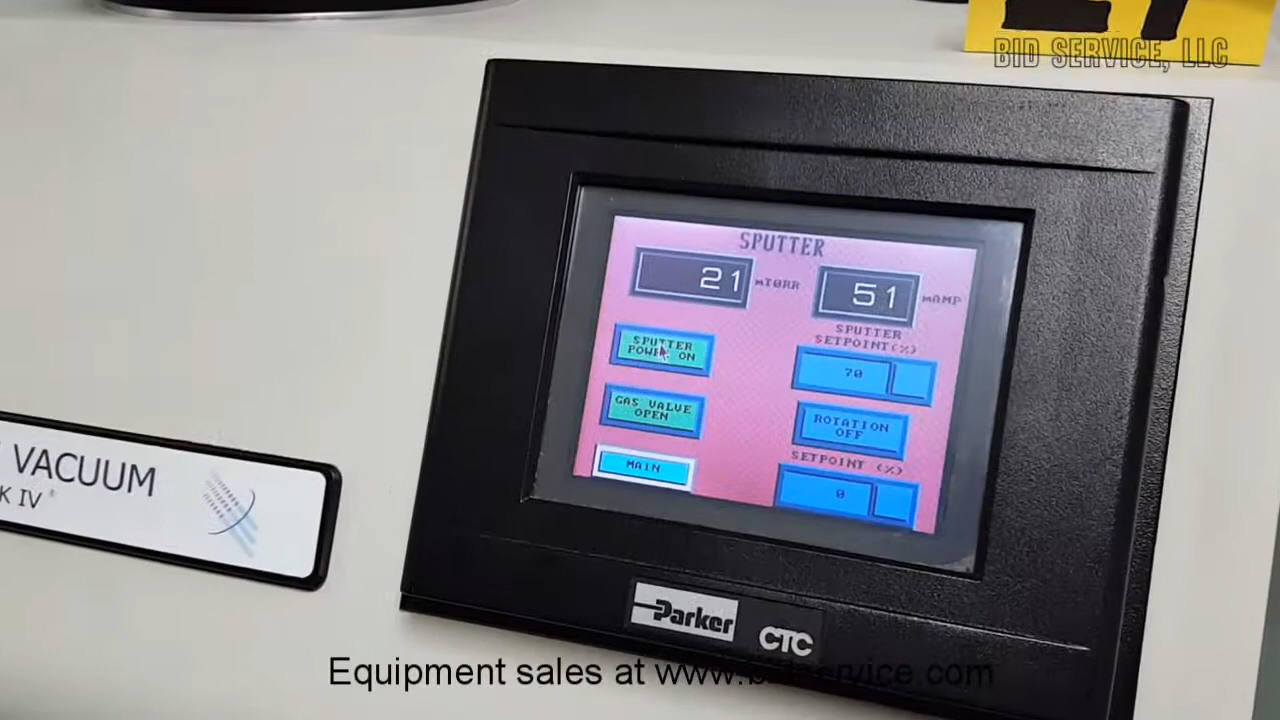 BID SERVICE, LLC
SPUTTER
21 mTORR
51 mAMP
SPUTTER
POWER ON
SPUTTER
SETPOINT(%)
70
GAS VALVE
OPEN
ROTATION
OFF
MAIN
SETPOINT (%)
0
VACUUM
K IV®
Parker
CTC
Equipment sales at www.bidservice.com